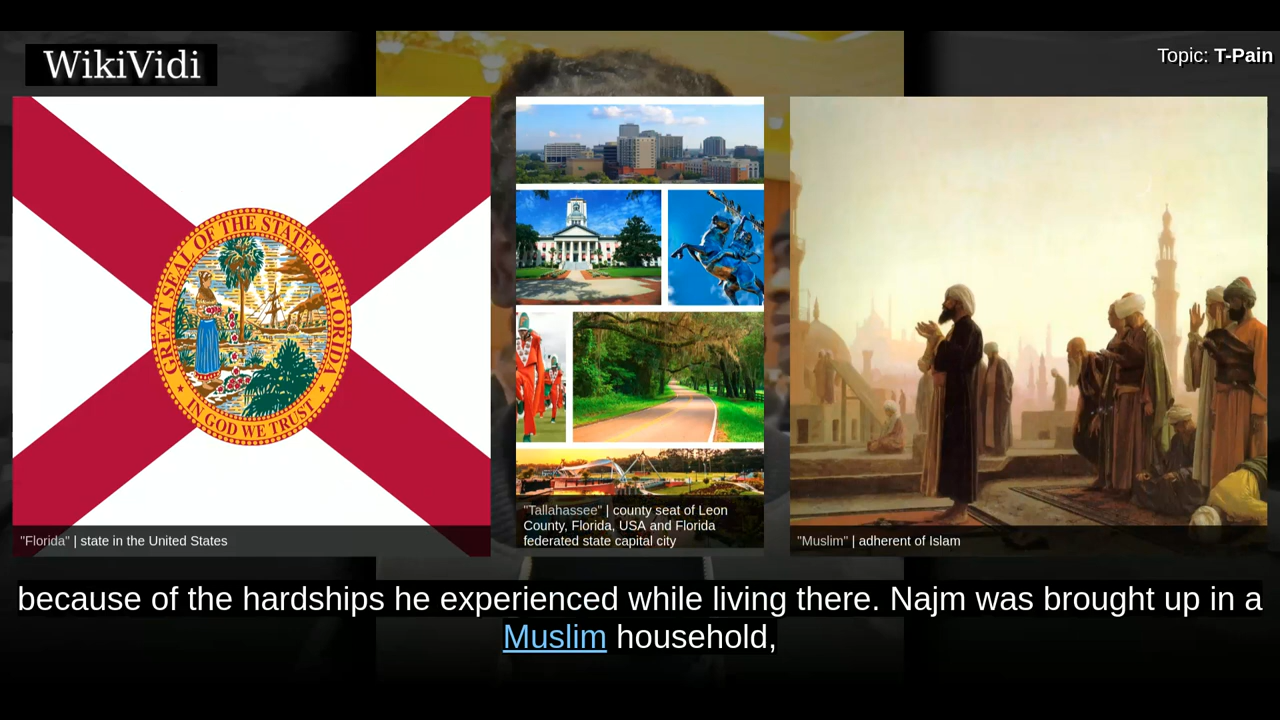 WikiVidi
Topic: T-Pain
GREAT SEAL OF THE STATE OF FLORIDA
IN GOD WE TRUST
"Florida" | state in the United States
"Tallahassee" | county seat of Leon
County, Florida, USA and Florida
federated state capital city
"Muslim" | adherent of Islam
because of the hardships he experienced while living there. Najm was brought up in a
Muslim household,